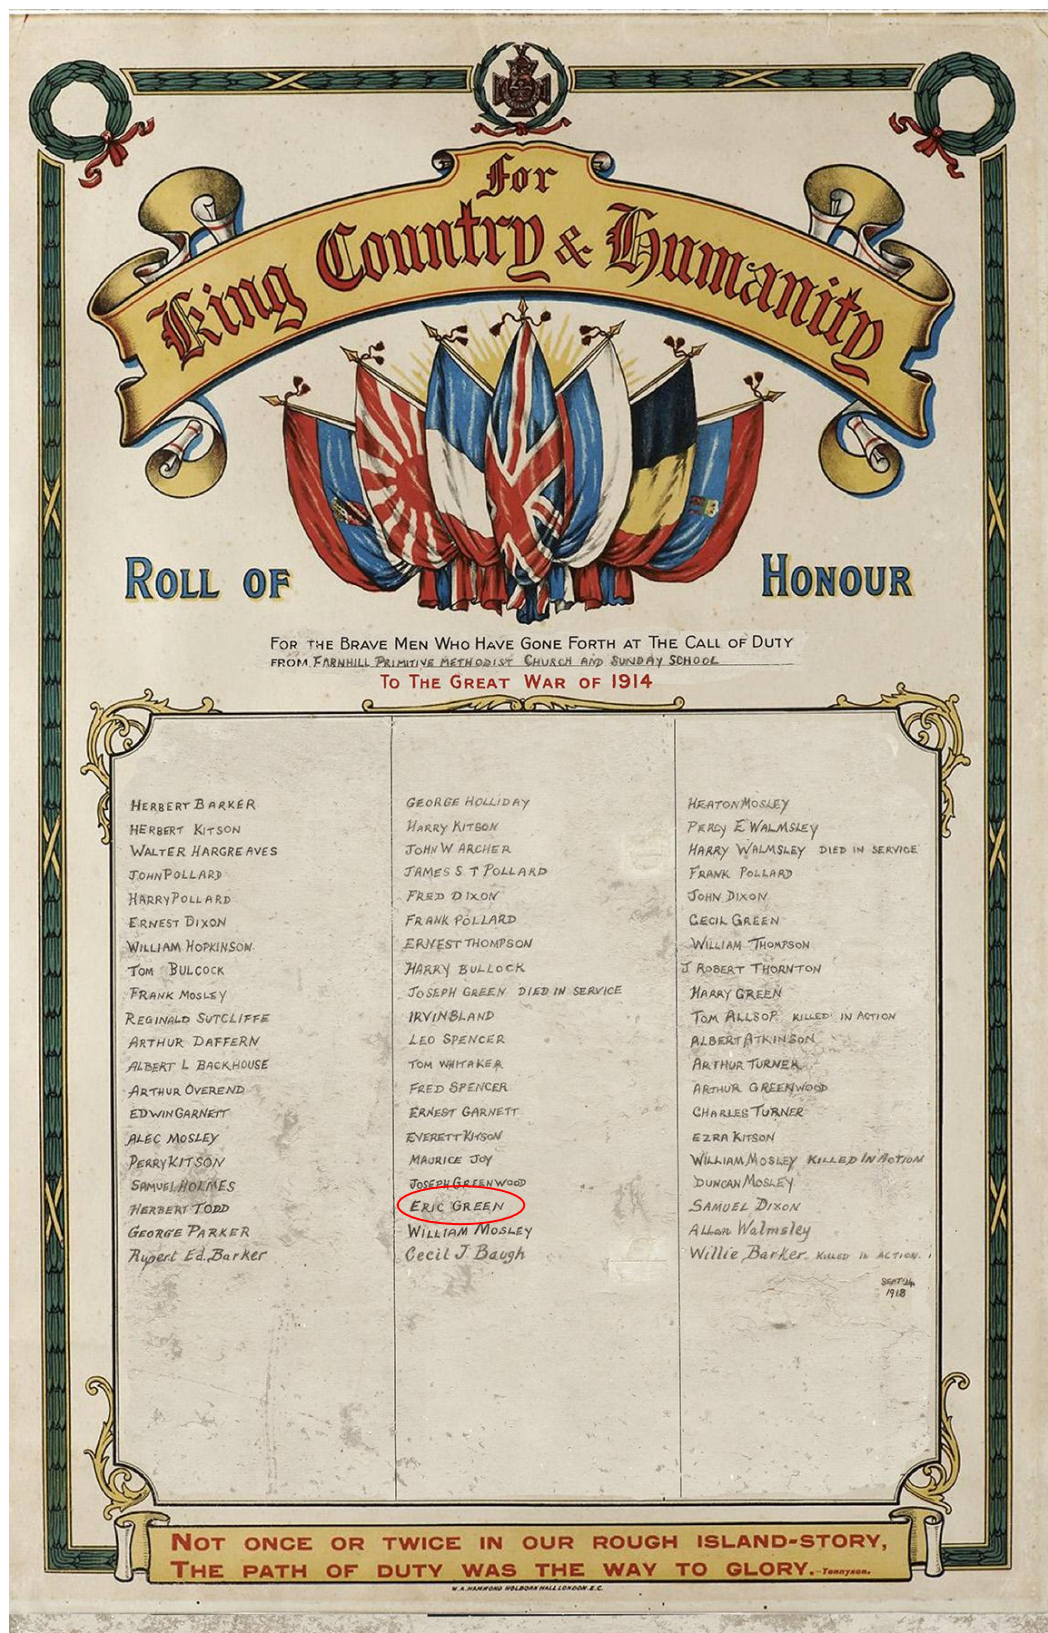 For
King Country & Humanity
ROLL OF HONOUR
FOR THE BRAVE MEN WHO HAVE GONE FORTH AT THE CALL OF DUTY
FROM FARNHILL PRIMITIVE METHODIST CHURCH AND SUNDAY SCHOOL
TO THE GREAT WAR OF 1914
HERBERT BARKER
HERBERT KITSON
WALTER HARGREAVES
JOHN POLLARD
HARRY POLLARD
ERNEST DIXON
WILLIAM HOPKINSON
TOM BULCOCK
FRANK MOSLEY
REGINALD SUTCLIFFE
ARTHUR DAFFERN
ALBERT L BACKHOUSE
ARTHUR OVEREND
EDWIN GARNETT
ALEC MOSLEY
PERRY KITSON
SAMUEL HOLMES
HERBERT TODD
GEORGE PARKER
Rupert Ed. Barker
GEORGE HOLLIDAY
HARRY KITSON
JOHN W ARCHER
JAMES S T POLLARD
FRED DIXON
FRANK POLLARD
ERNEST THOMPSON
HARRY BULLOCK
JOSEPH GREEN DIED IN SERVICE
IRVIN BLAND
LEO SPENCER
TOM WHITAKER
FRED SPENCER
ERNEST GARNETT
EVERETT KITSON
MAURICE JOY
JOSEPH GREENWOOD
ERIC GREEN
WILLIAM MOSLEY
Cecil J. Baugh
HEATON MOSLEY
PERCY E WALMSLEY
HARRY WALMSLEY DIED IN SERVICE
FRANK POLLARD
JOHN DIXON
CECIL GREEN
WILLIAM THOMPSON
J ROBERT THORNTON
HARRY GREEN
TOM ALLSOP KILLED IN ACTION
ALBERT ATKINSON
ARTHUR TURNER
ARTHUR GREENWOOD
CHARLES TURNER
EZRA KITSON
WILLIAM MOSLEY KILLED IN ACTION
DUNCAN MOSLEY
SAMUEL DIXON
Allan Walmsley
Willie Barker KILLED IN ACTION.
SEPT 24
1918
NOT ONCE OR TWICE IN OUR ROUGH ISLAND-STORY,
THE PATH OF DUTY WAS THE WAY TO GLORY.-Tennyson.
W. A. HAMMOND HOLBORN HALL LONDON. E.C.